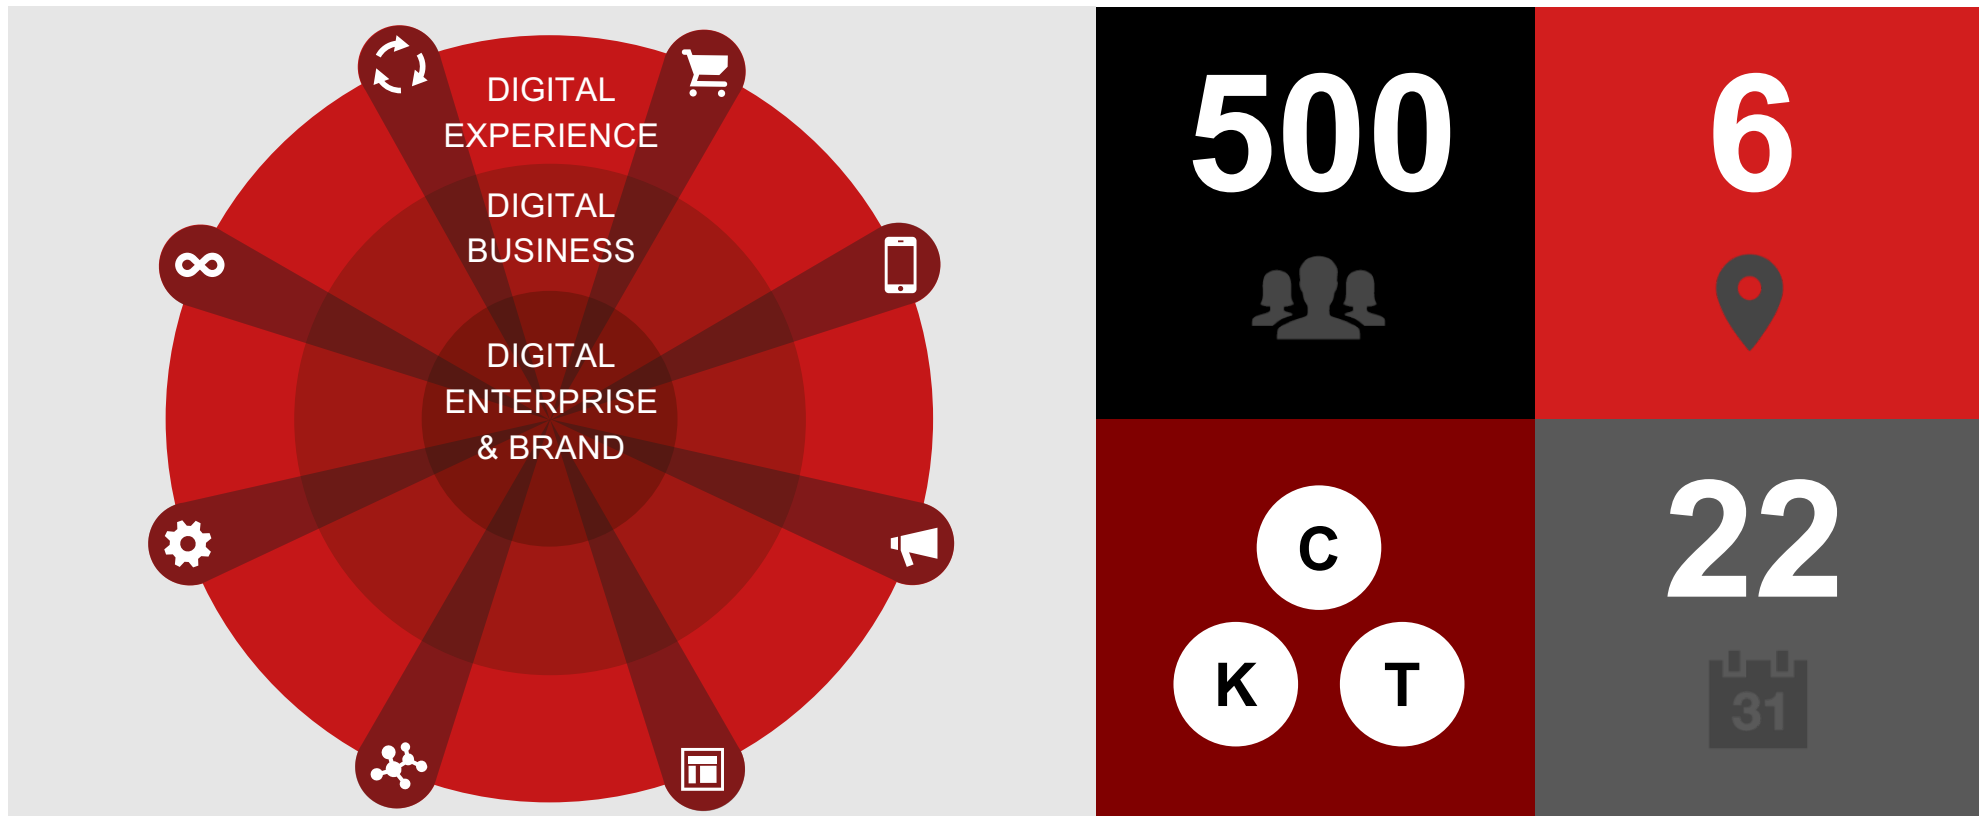 DIGITAL
EXPERIENCE
DIGITAL
BUSINESS
DIGITAL
ENTERPRISE
& BRAND
500
6
C
K
T
22
31